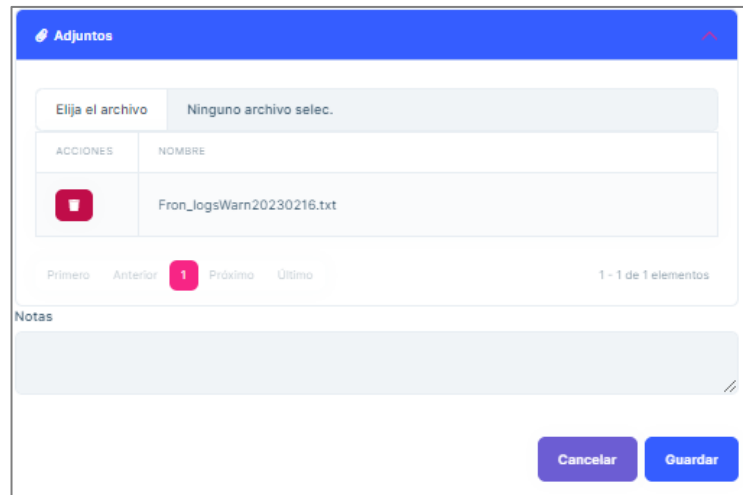 Adjuntos
Elija el archivo Ninguno archivo selec.
ACCIONES NOMBRE
Fron_logsWarn20230216.txt
Primero Anterior 1 Próximo Último 1 - 1 de 1 elementos
Notas
Cancelar Guardar